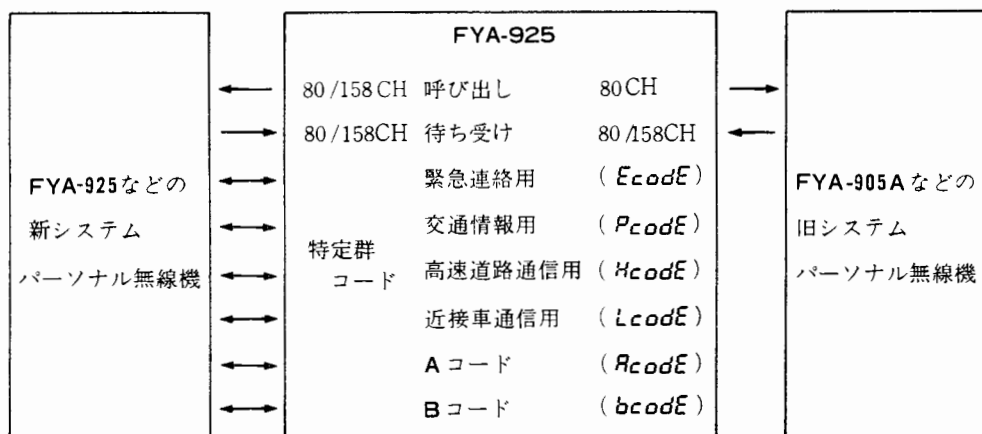 FYA-925
80/158CH 呼び出し 80CH
80/158CH 待ち受け 80/158CH
緊急連絡用 (EcodE)
交通情報用 (PcodE)
特定群
コード
高速道路通信用 (HcodE)
近接車通信用 (LcodE)
Aコード (AcodE)
Bコード (bcodE)
FYA-925などの
新システム
パーソナル無線機
FYA-905Aなどの
旧システム
パーソナル無線機